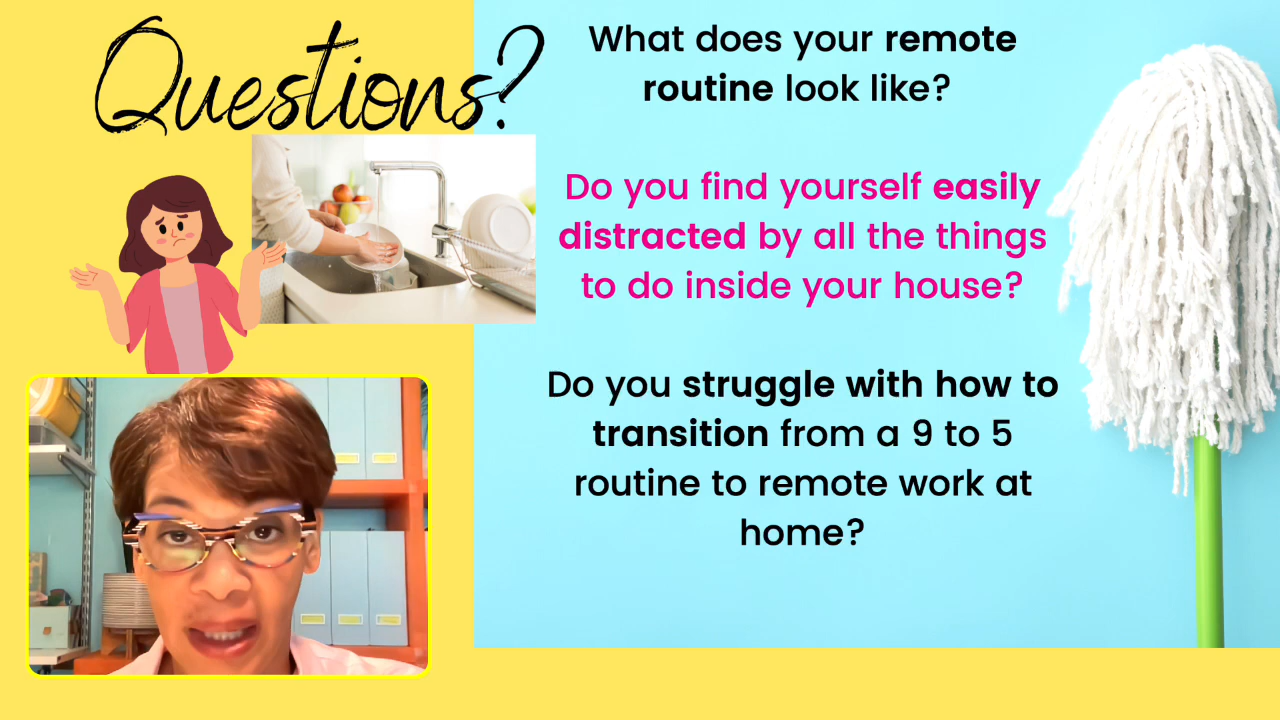 Questions?
What does your remote
routine look like?
Do you find yourself easily
distracted by all the things
to do inside your house?
Do you struggle with how to
transition from a 9 to 5
routine to remote work at
home?